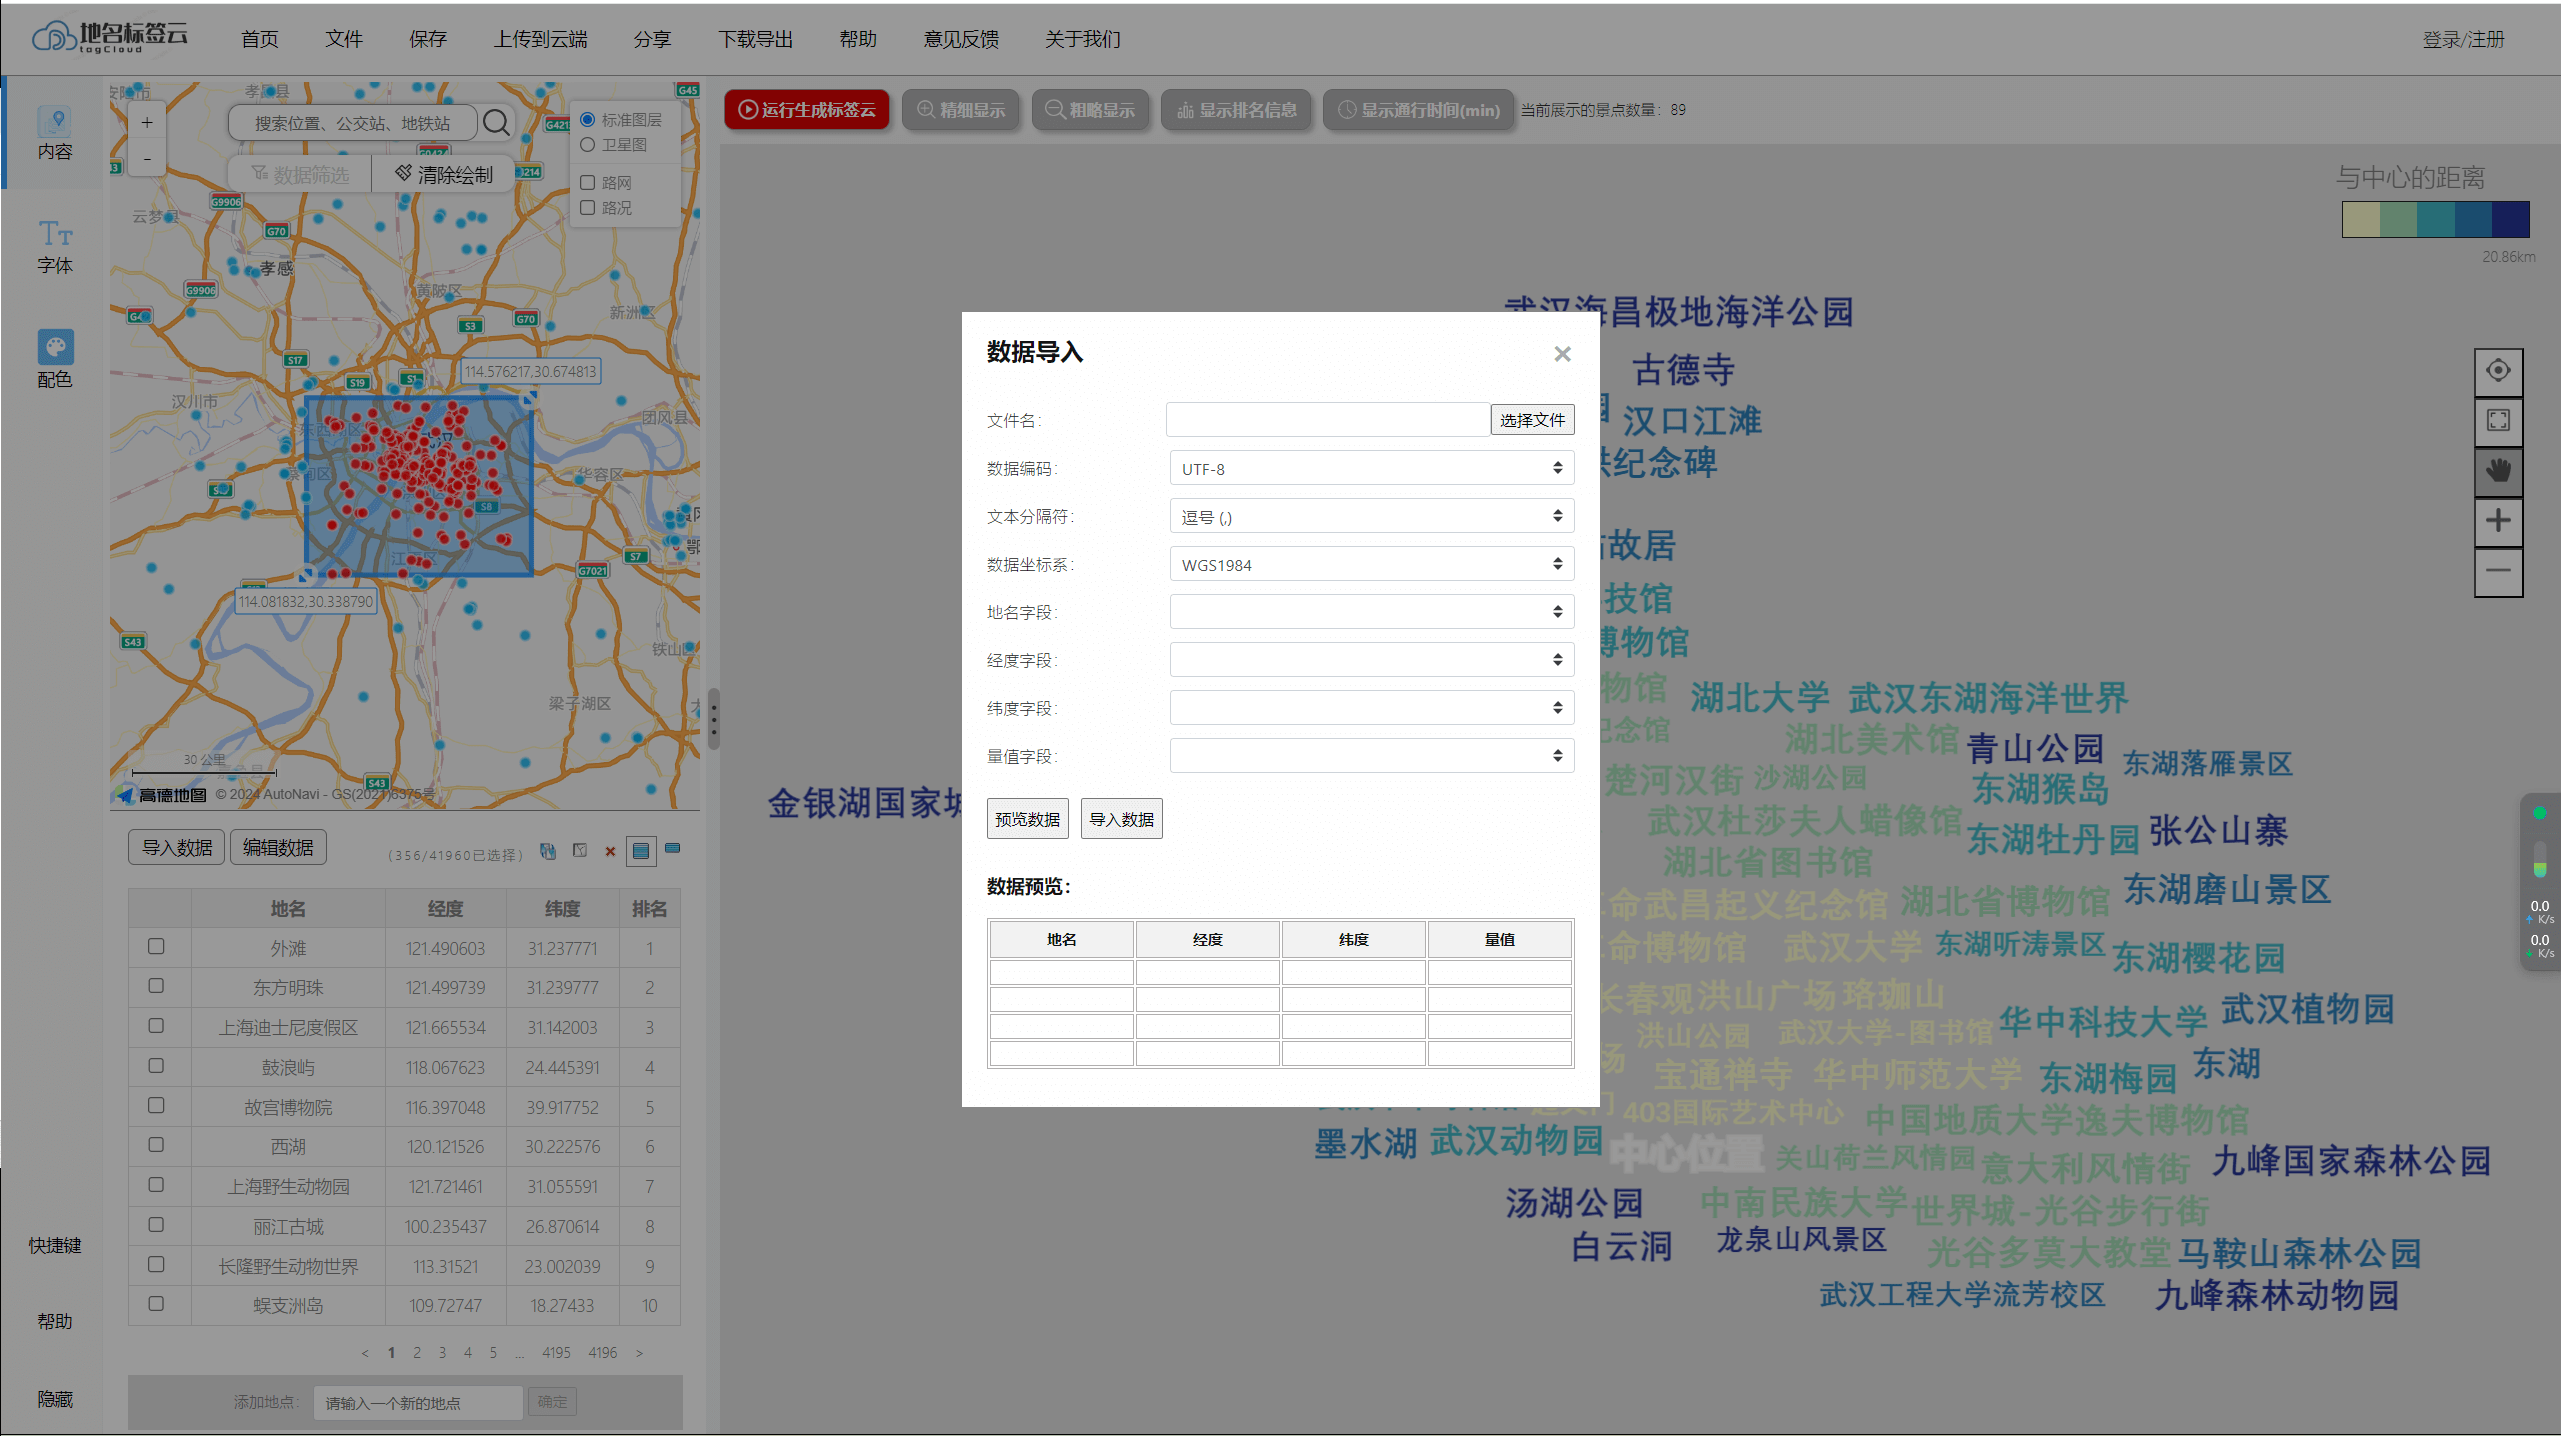 地名标签云
tagCloud
首页 文件 保存 上传到云端 分享 下载导出 帮助 意见反馈 关于我们
登录/注册
内容
字体
配色
快捷键
帮助
隐藏
+
-
搜索位置、公交站、地铁站
数据筛选 清除绘制
标准图层
卫星图
路网
路况
孝昌县
云梦县
孝感
黄陂区
新洲区
汉川市
团风县
华容区
江夏区
梁子湖区
铁山区
G45
G9906
G70
G9906
S3
G70
S17
S19
S8
S7
G7021
S43
S43
114.576217,30.674813
114.081832,30.338790
30 公里
高德地图 © 2024 AutoNavi - GS(2021)6375号
导入数据 编辑数据 (356/41960已选择)
地名 经度 纬度 排名
外滩 121.490603 31.237771 1
东方明珠 121.499739 31.239777 2
上海迪士尼度假区 121.665534 31.142003 3
鼓浪屿 118.067623 24.445391 4
故宫博物院 116.397048 39.917752 5
西湖 120.121526 30.222576 6
上海野生动物园 121.721461 31.055591 7
丽江古城 100.235437 26.870614 8
长隆野生动物世界 113.31521 23.002039 9
蜈支洲岛 109.72747 18.27433 10
< 1 2 3 4 5 ... 4195 4196 >
添加地点: 请输入一个新的地点 确定
运行生成标签云 精细显示 粗略显示 显示排名信息 显示通行时间(min) 当前展示的景点数量: 89
与中心的距离
20.86km
数据导入
×
文件名: 选择文件
数据编码: UTF-8
文本分隔符: 逗号 (,)
数据坐标系: WGS1984
地名字段:
经度字段:
纬度字段:
量值字段:
预览数据 导入数据
数据预览:
地名 经度 纬度 量值
武汉海昌极地海洋公园
古德寺
汉口江滩
纪念碑
故居
技馆
博物馆
物馆 湖北大学 武汉东湖海洋世界
纪念馆 湖北美术馆 青山公园 东湖落雁景区
楚河汉街 沙湖公园 东湖猴岛
金银湖国家
武汉杜莎夫人蜡像馆 东湖牡丹园 张公山寨
湖北省图书馆
命武昌起义纪念馆 湖北省博物馆 东湖磨山景区
命博物馆 武汉大学 东湖听涛景区 东湖樱花园
长春观 洪山广场 珞珈山
洪山公园 武汉大学-图书馆 华中科技大学 武汉植物园
宝通禅寺 华中师范大学 东湖梅园 东湖
403国际艺术中心 中国地质大学逸夫博物馆
墨水湖 武汉动物园 中心位置 关山荷兰风情园 意大利风情街 九峰国家森林公园
汤湖公园 中南民族大学 世界城-光谷步行街
白云洞 龙泉山风景区 光谷多莫大教堂 马鞍山森林公园
武汉工程大学流芳校区 九峰森林动物园
0.0
K/s
0.0
K/s